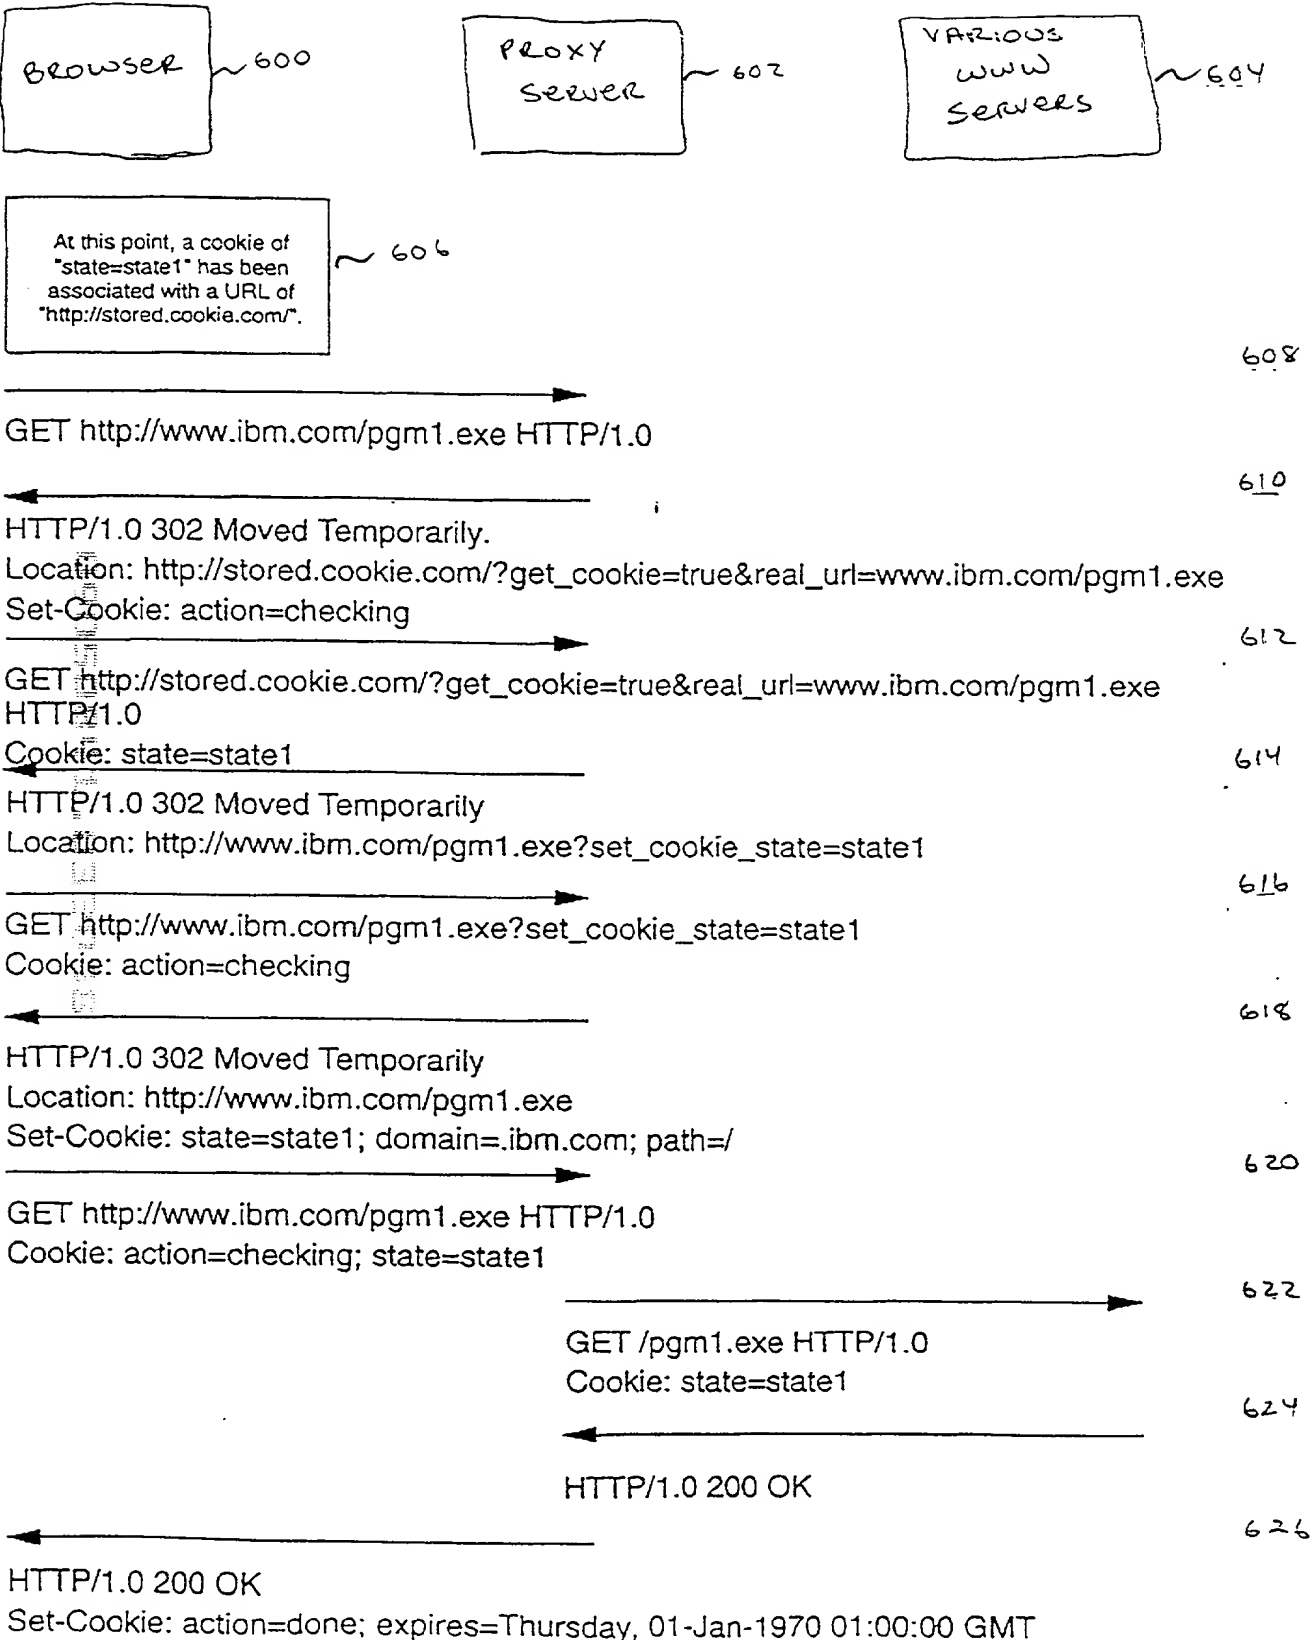 BROWSER
600
PROXY
SERVER
602
VARIOUS
WWW
SERVERS
604
At this point, a cookie of
"state=state1" has been
associated with a URL of
"http://stored.cookie.com/".
606
608
GET http://www.ibm.com/pgm1.exe HTTP/1.0
610
HTTP/1.0 302 Moved Temporarily.
Location: http://stored.cookie.com/?get_cookie=true&real_url=www.ibm.com/pgm1.exe
Set-Cookie: action=checking
612
GET http://stored.cookie.com/?get_cookie=true&real_url=www.ibm.com/pgm1.exe
HTTP/1.0
Cookie: state=state1
614
HTTP/1.0 302 Moved Temporarily
Location: http://www.ibm.com/pgm1.exe?set_cookie_state=state1
616
GET http://www.ibm.com/pgm1.exe?set_cookie_state=state1
Cookie: action=checking
618
HTTP/1.0 302 Moved Temporarily
Location: http://www.ibm.com/pgm1.exe
Set-Cookie: state=state1; domain=.ibm.com; path=/
620
GET http://www.ibm.com/pgm1.exe HTTP/1.0
Cookie: action=checking; state=state1
622
GET /pgm1.exe HTTP/1.0
Cookie: state=state1
624
HTTP/1.0 200 OK
626
HTTP/1.0 200 OK
Set-Cookie: action=done; expires=Thursday, 01-Jan-1970 01:00:00 GMT